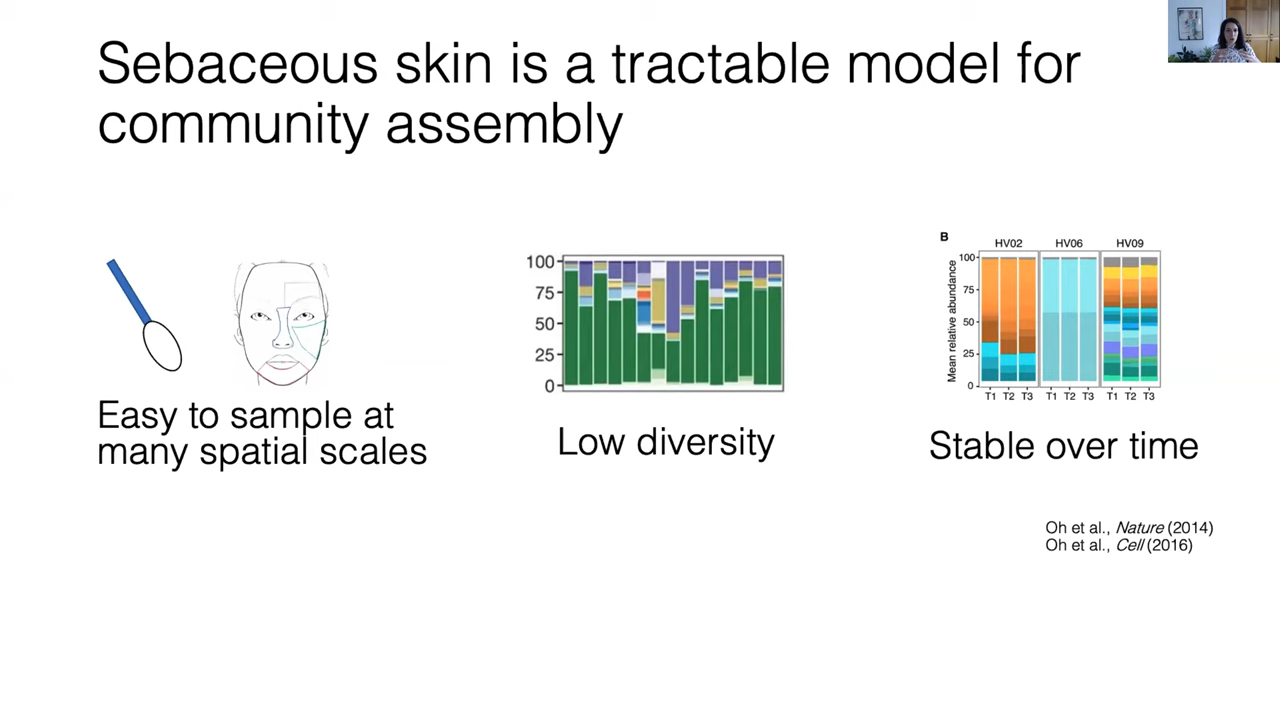 Sebaceous skin is a tractable model for
community assembly
Easy to sample at
many spatial scales
100
75
50
25
0
Low diversity
B
HV02 HV06 HV09
Mean relative abundance
100
75
50
25
0
T1 T2 T3 T1 T2 T3 T1 T2 T3
Stable over time
Oh et al., Nature (2014)
Oh et al., Cell (2016)